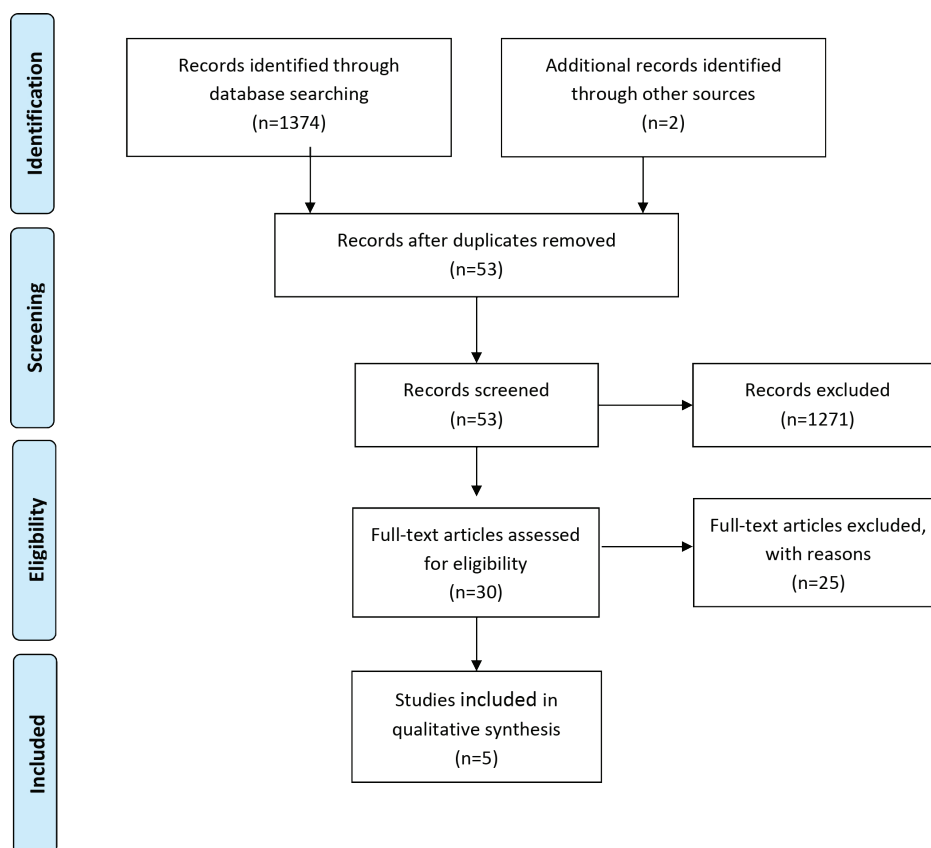 Identification
Records identified through
database searching
(n=1374)
Additional records identified
through other sources
(n=2)
Records after duplicates removed
(n=53)
Screening
Records screened
(n=53)
Records excluded
(n=1271)
Eligibility
Full-text articles assessed
for eligibility
(n=30)
Full-text articles excluded,
with reasons
(n=25)
Included
Studies included in
qualitative synthesis
(n=5)